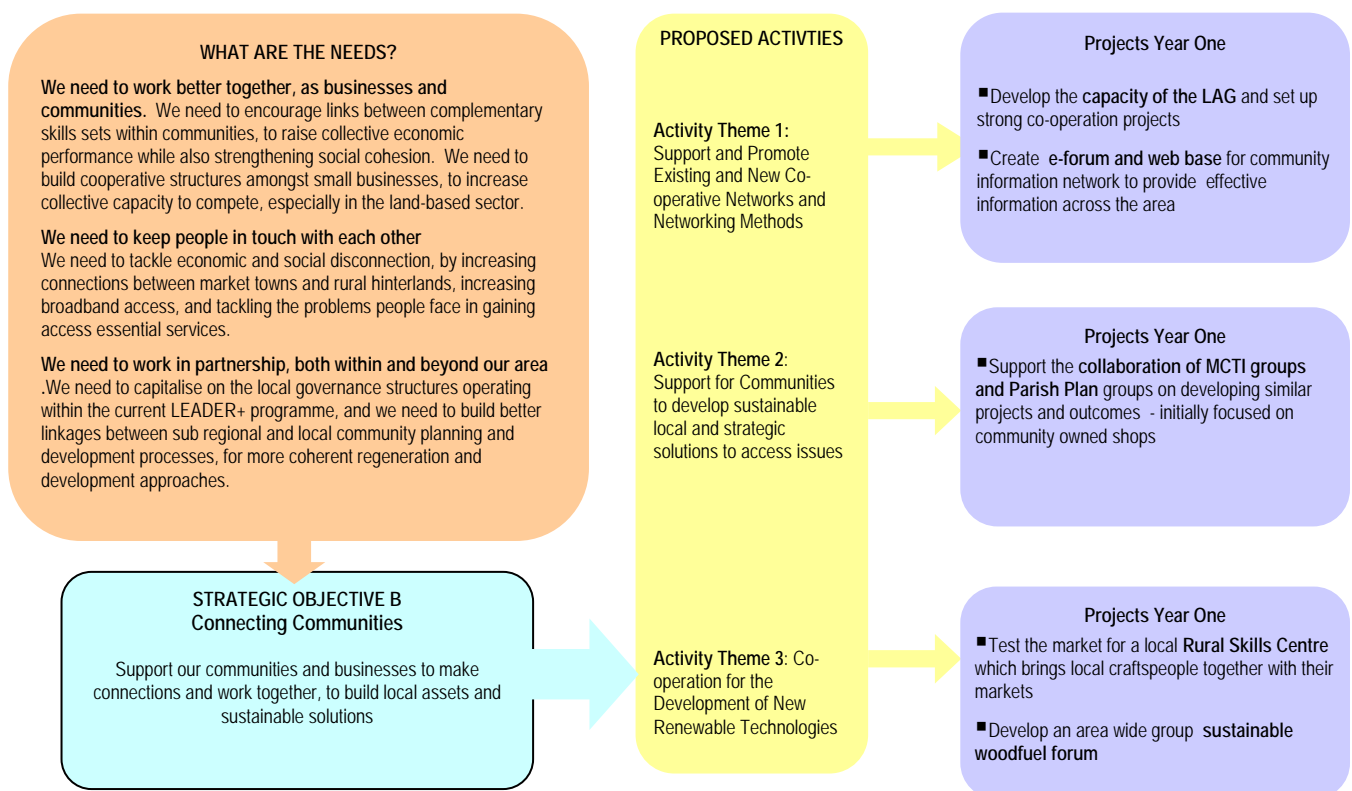 WHAT ARE THE NEEDS?
We need to work better together, as businesses and
communities. We need to encourage links between complementary
skills sets within communities, to raise collective economic
performance while also strengthening social cohesion. We need to
build cooperative structures amongst small businesses, to increase
collective capacity to compete, especially in the land-based sector.
We need to keep people in touch with each other
We need to tackle economic and social disconnection, by increasing
connections between market towns and rural hinterlands, increasing
broadband access, and tackling the problems people face in gaining
access essential services.
We need to work in partnership, both within and beyond our area
.We need to capitalise on the local governance structures operating
within the current LEADER+ programme, and we need to build better
linkages between sub regional and local community planning and
development processes, for more coherent regeneration and
development approaches.
STRATEGIC OBJECTIVE B
Connecting Communities
Support our communities and businesses to make
connections and work together, to build local assets and
sustainable solutions
PROPOSED ACTIVTIES
Activity Theme 1:
Support and Promote
Existing and New Co-
operative Networks and
Networking Methods
Activity Theme 2:
Support for Communities
to develop sustainable
local and strategic
solutions to access issues
Activity Theme 3: Co-
operation for the
Development of New
Renewable Technologies
Projects Year One
▪Develop the capacity of the LAG and set up
strong co-operation projects
▪Create e-forum and web base for community
information network to provide effective
information across the area
Projects Year One
▪Support the collaboration of MCTI groups
and Parish Plan groups on developing similar
projects and outcomes - initially focused on
community owned shops
Projects Year One
▪Test the market for a local Rural Skills Centre
which brings local craftspeople together with their
markets
▪Develop an area wide group sustainable
woodfuel forum